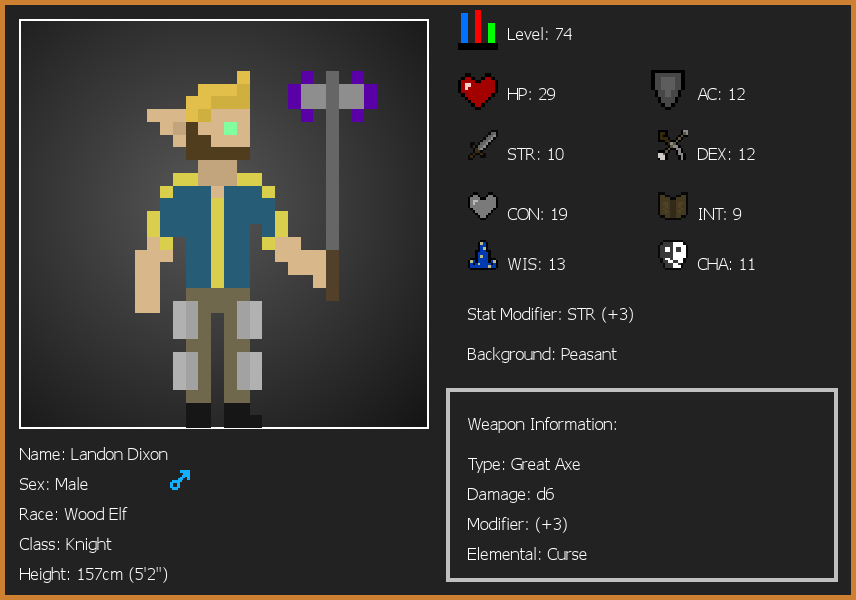 Level: 74
HP: 29
AC: 12
STR: 10
DEX: 12
CON: 19
INT: 9
WIS: 13
CHA: 11
Stat Modifier: STR (+3)
Background: Peasant
Weapon Information:
Type: Great Axe
Damage: d6
Modifier: (+3)
Elemental: Curse
Name: Landon Dixon
Sex: Male
Race: Wood Elf
Class: Knight
Height: 157cm (5'2")